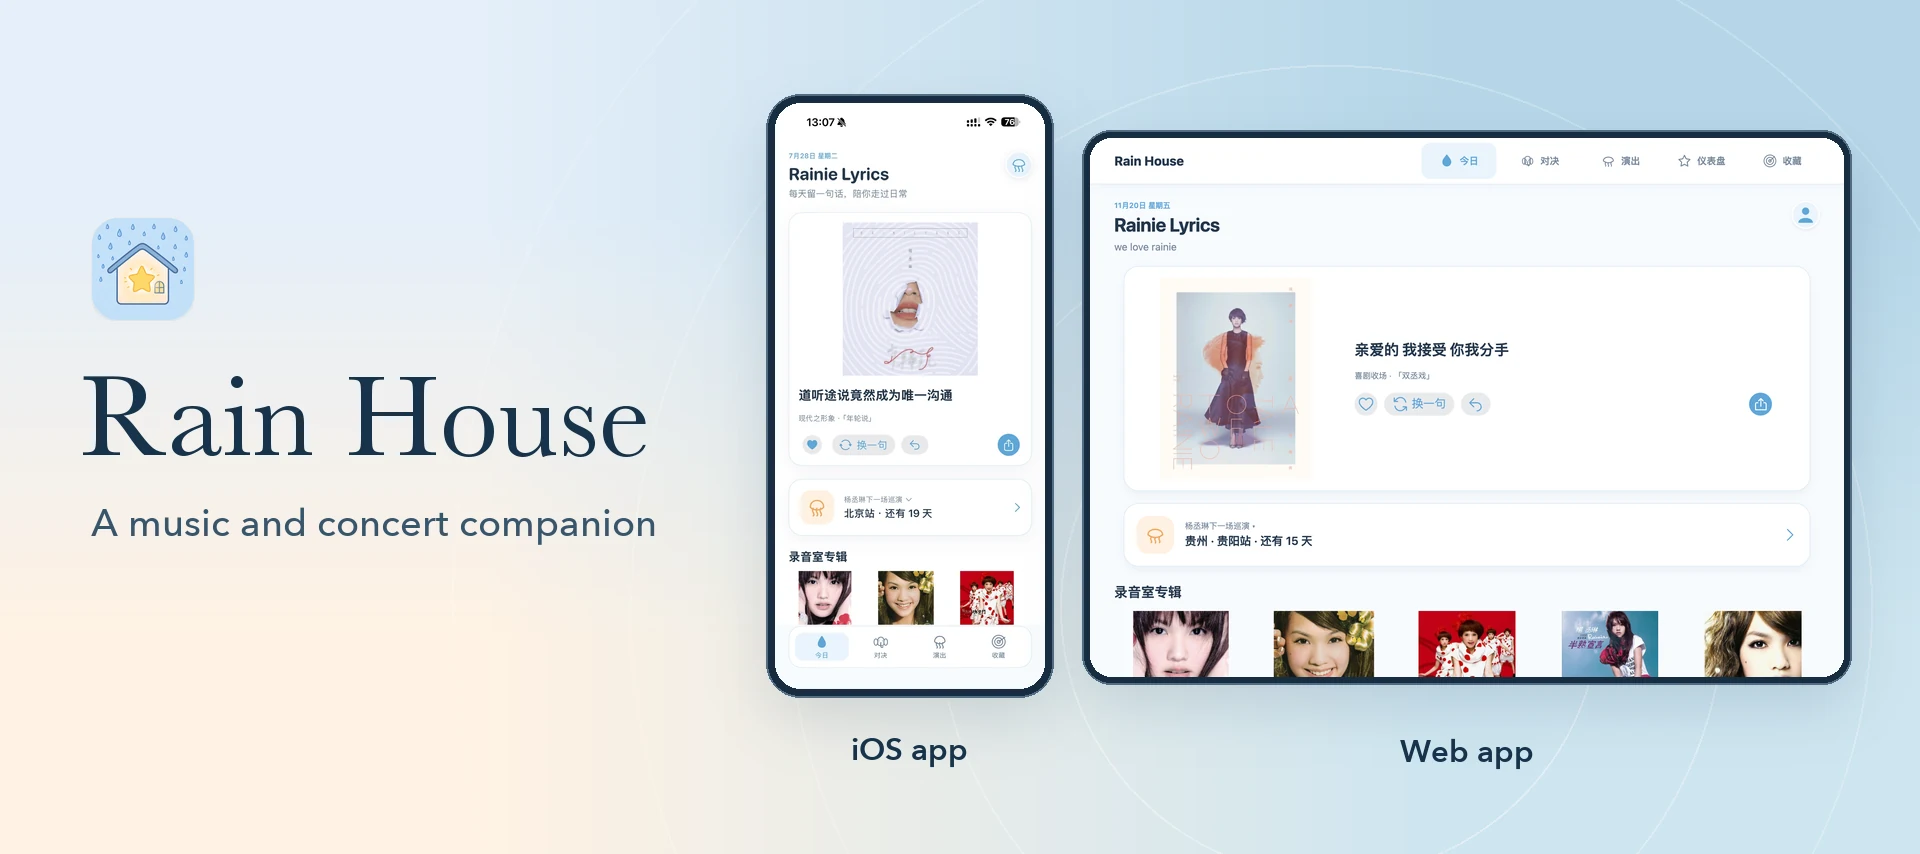 Rain House
A music and concert companion
13:07
76
7月28日 星期二
Rainie Lyrics
每天留一句话，陪你走过日常
道听途说竟然成为唯一沟通
现代之形象 ·「年轮说」
换一句
杨丞琳下一场巡演
北京站 · 还有 19 天
录音室专辑
今日
对决
演出
收藏
iOS app
Rain House
今日
对决
演出
仪表盘
收藏
11月20日 星期五
Rainie Lyrics
we love rainie
亲爱的 我接受 你我分手
喜剧收场 ·「双丞戏」
换一句
杨丞琳下一场巡演 •
贵州 · 贵阳站 · 还有 15 天
录音室专辑
半熟宣言
Web app